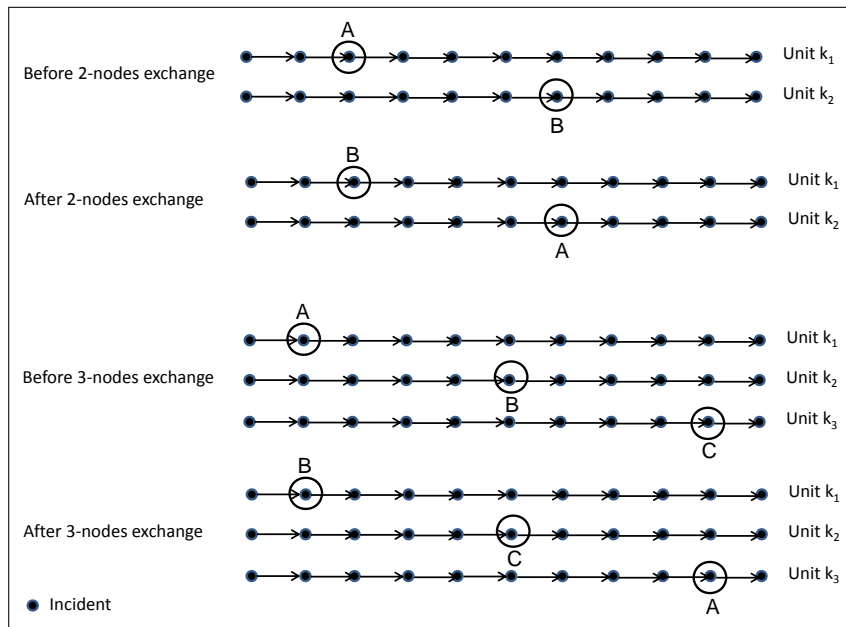 A
Before 2-nodes exchange
Unit k₁
Unit k₂
B
B
After 2-nodes exchange
Unit k₁
Unit k₂
A
A
Before 3-nodes exchange
Unit k₁
Unit k₂
B
Unit k₃
C
B
After 3-nodes exchange
Unit k₁
Unit k₂
C
Unit k₃
A
Incident